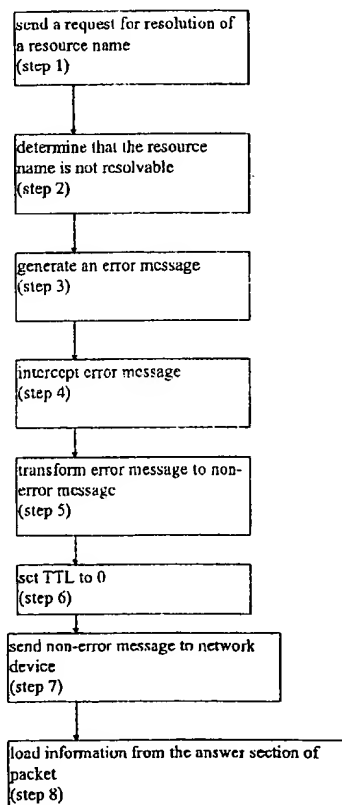 send a request for resolution of
a resource name
(step 1)
determine that the resource
name is not resolvable
(step 2)
generate an error message
(step 3)
intercept error message
(step 4)
transform error message to non-
error message
(step 5)
set TTL to 0
(step 6)
send non-error message to network
device
(step 7)
load information from the answer section of
packet
(step 8)